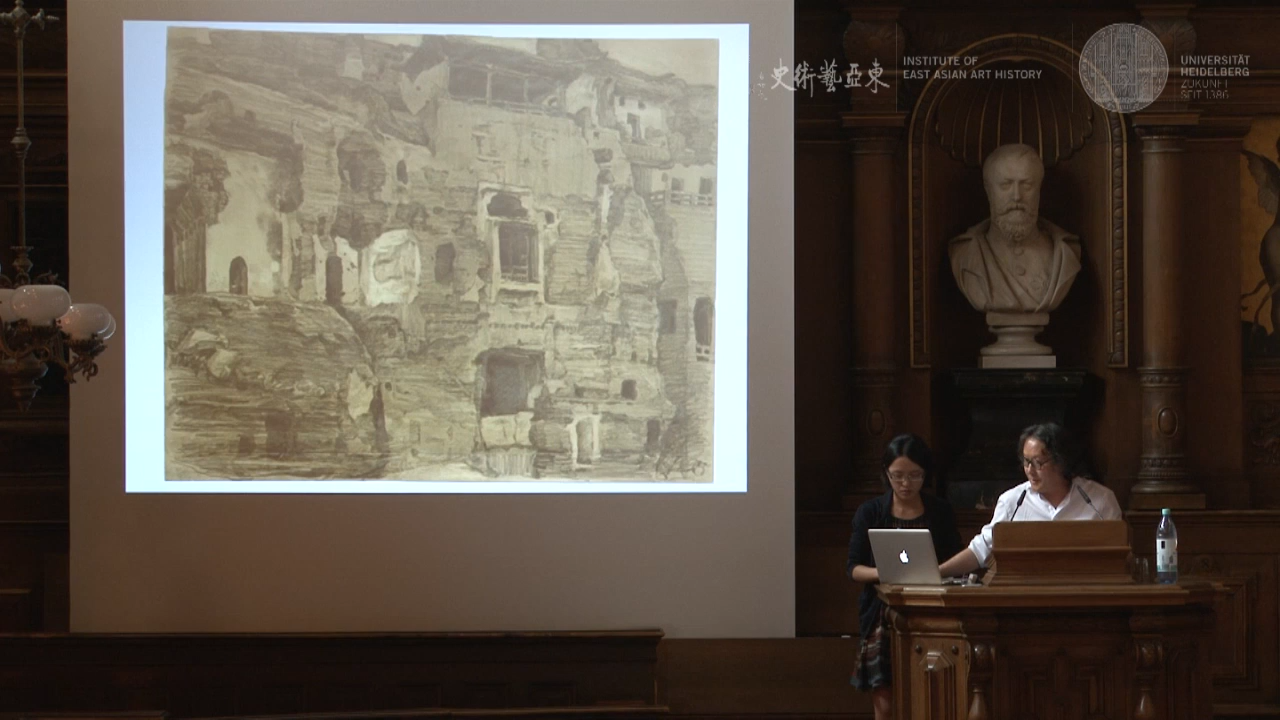 史術藝亞東
INSTITUTE OF
EAST ASIAN ART HISTORY
UNIVERSITÄT
HEIDELBERG
ZUKUNFT
SEIT 1386